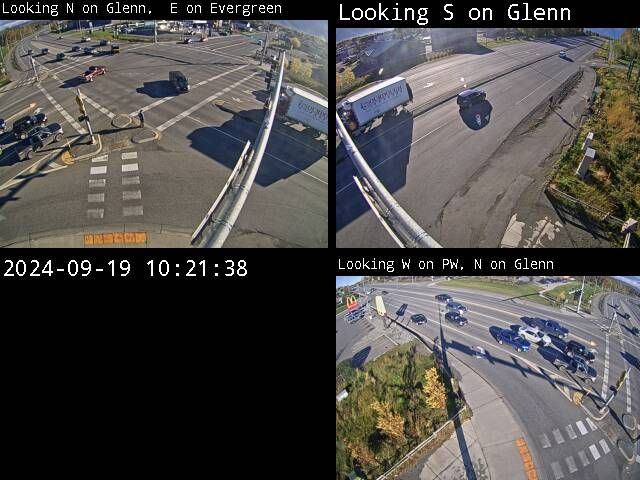 Looking N on Glenn, E on Evergreen
Looking S on Glenn
2024-09-19 10:21:38
Looking W on PW, N on Glenn